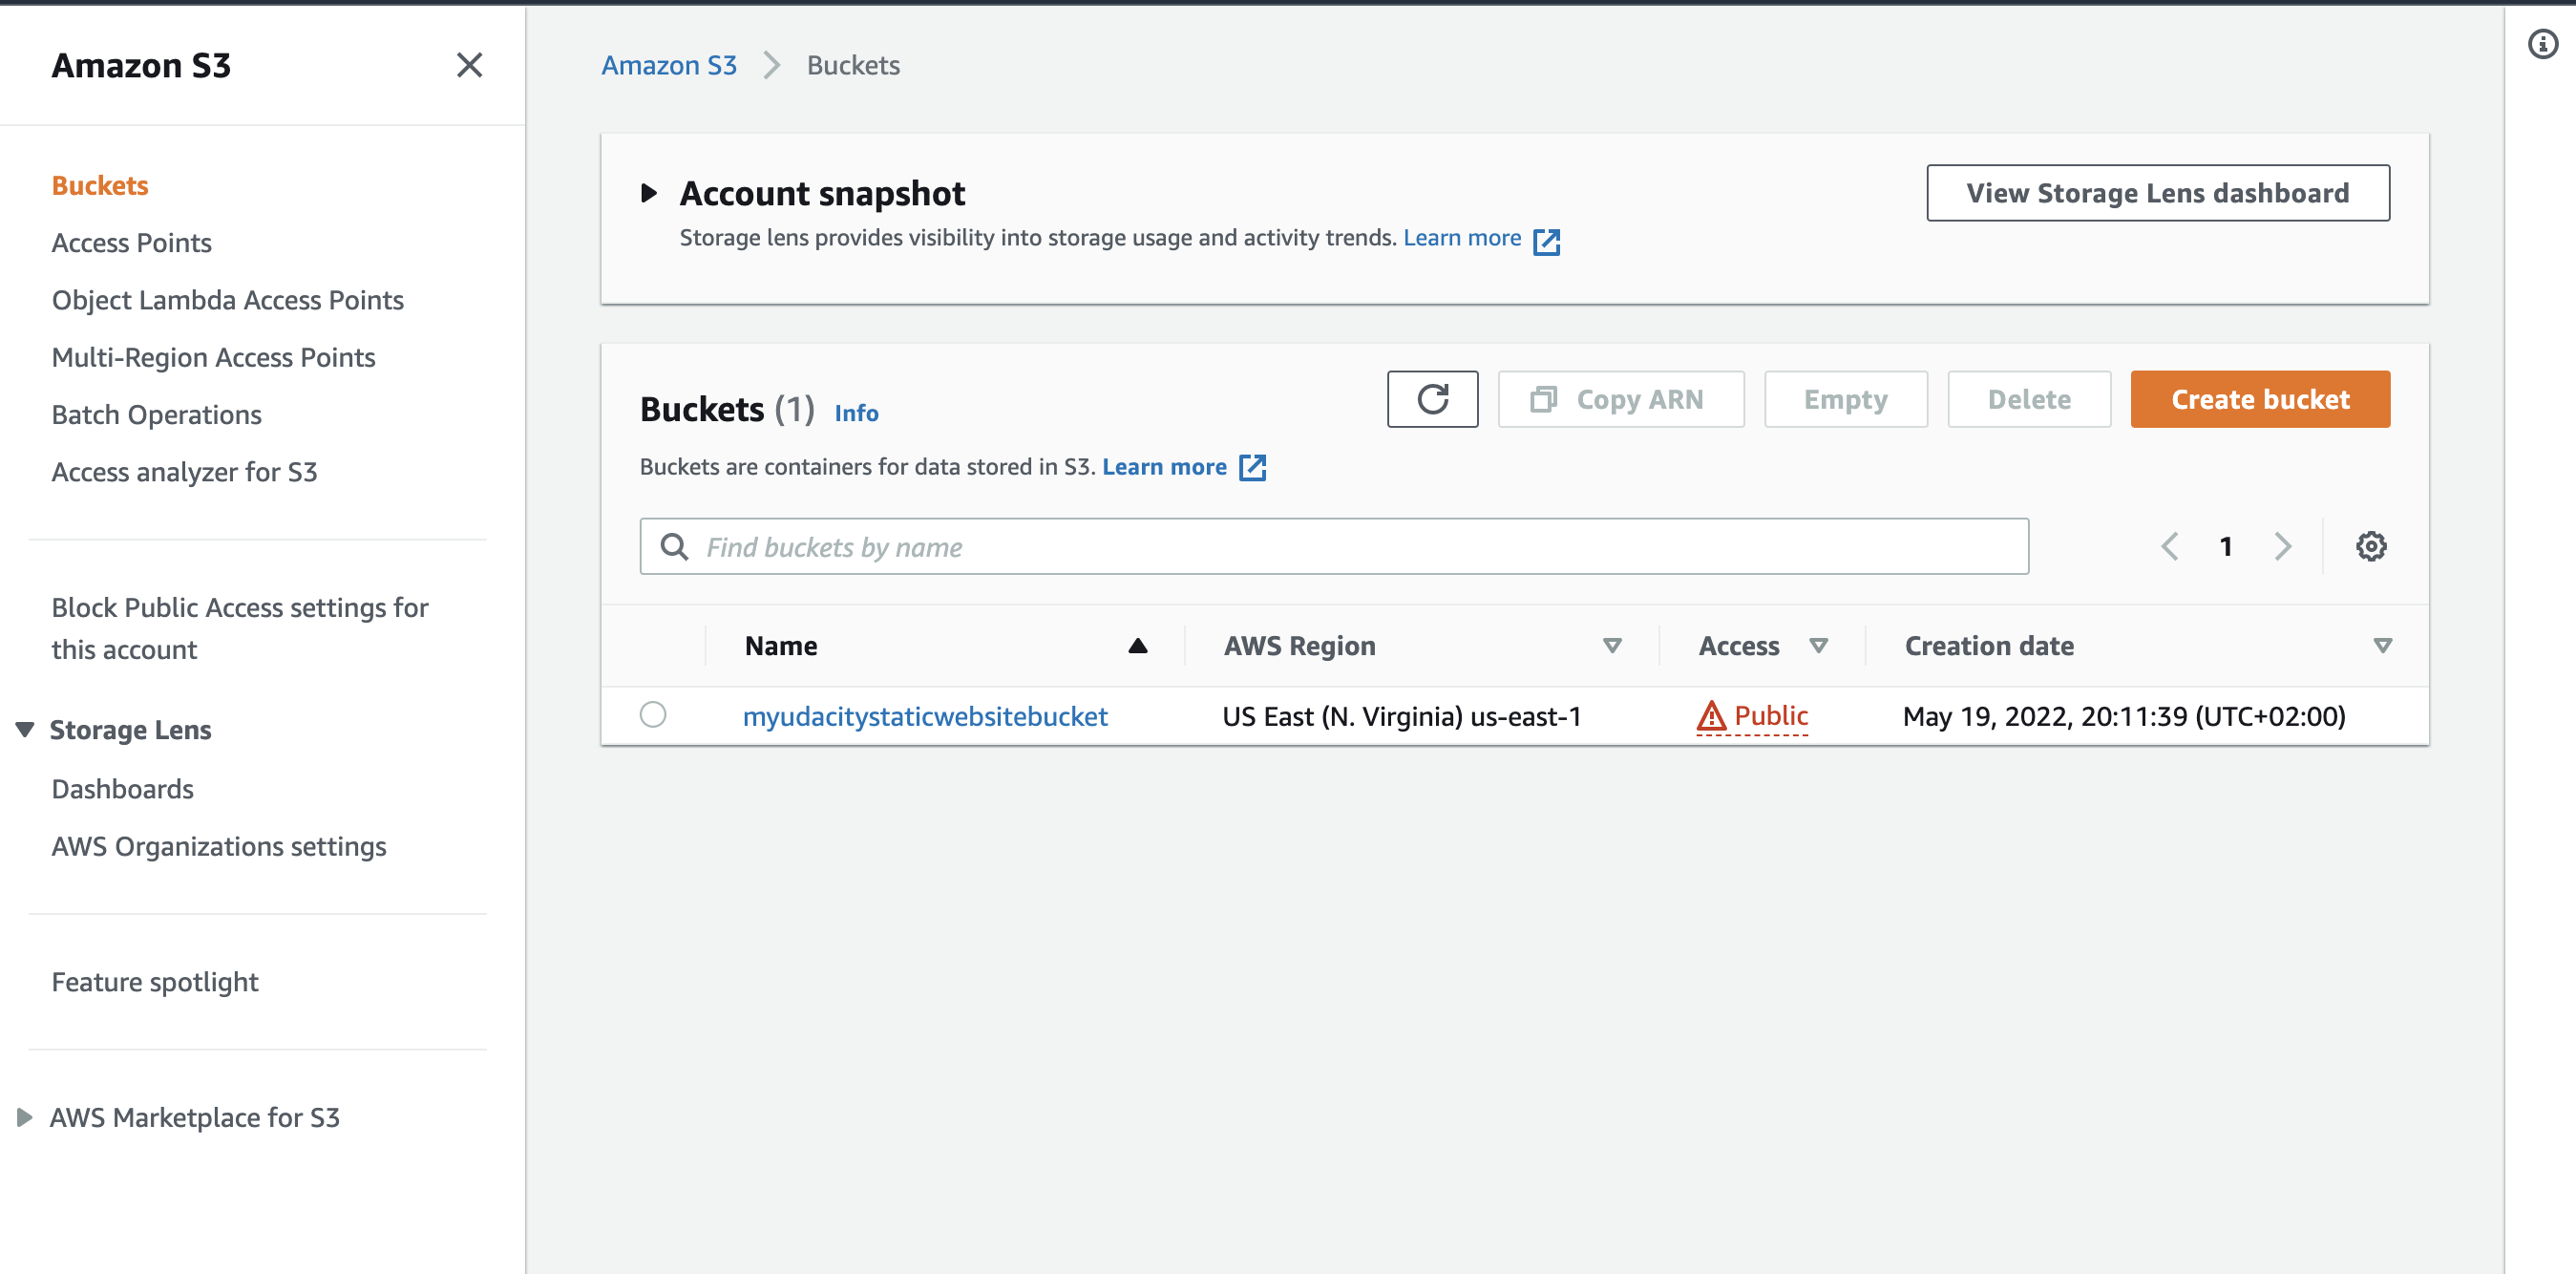 Amazon S3
Buckets
Access Points
Object Lambda Access Points
Multi-Region Access Points
Batch Operations
Access analyzer for S3
Block Public Access settings for
this account
Storage Lens
Dashboards
AWS Organizations settings
Feature spotlight
AWS Marketplace for S3
Amazon S3 Buckets
Account snapshot
View Storage Lens dashboard
Storage lens provides visibility into storage usage and activity trends. Learn more
Buckets (1) Info
Copy ARN Empty Delete Create bucket
Buckets are containers for data stored in S3. Learn more
Find buckets by name
1
Name AWS Region Access Creation date
myudacitystaticwebsitebucket US East (N. Virginia) us-east-1 Public May 19, 2022, 20:11:39 (UTC+02:00)